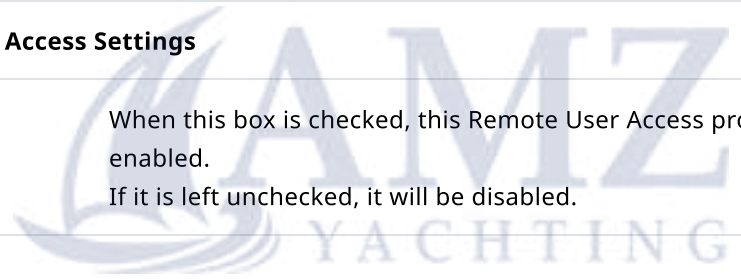 Access Settings
When this box is checked, this Remote User Access
enabled.
If it is left unchecked, it will be disabled.
AMZ
YACHTING